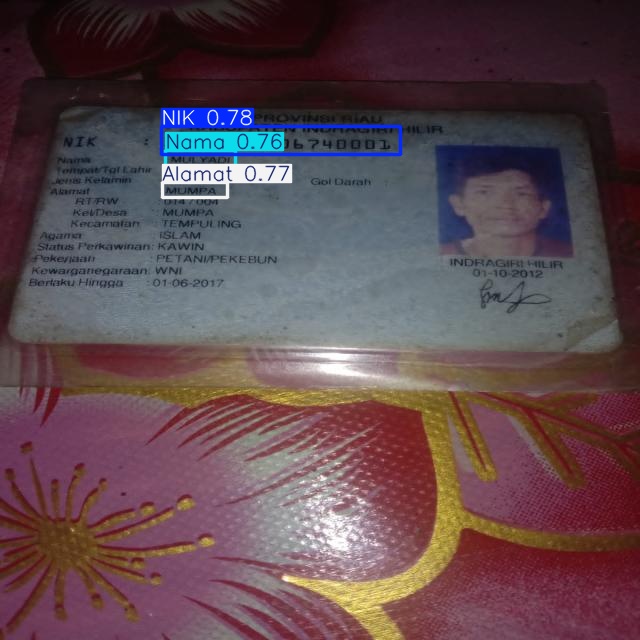 PROVINSI RIAU
KABUPATEN INDRAGIRI HILIR
NIK 0.78
NIK : 06740001
Nama 0.76
Nama MULYADI
Tempat/Tgl Lahir
Alamat 0.77
Jenis Kelamin Gol Darah :
Alamat MUMPA
RT/RW 014 / 004
Kel/Desa : MUMPA
Kecamatan : TEMPULING
Agama : ISLAM
Status Perkawinan: KAWIN
Pekerjaan : PETANI/PEKEBUN
Kewarganegaraan: WNI
Berlaku Hingga : 01-06-2017
INDRAGIRI HILIR
01-10-2012